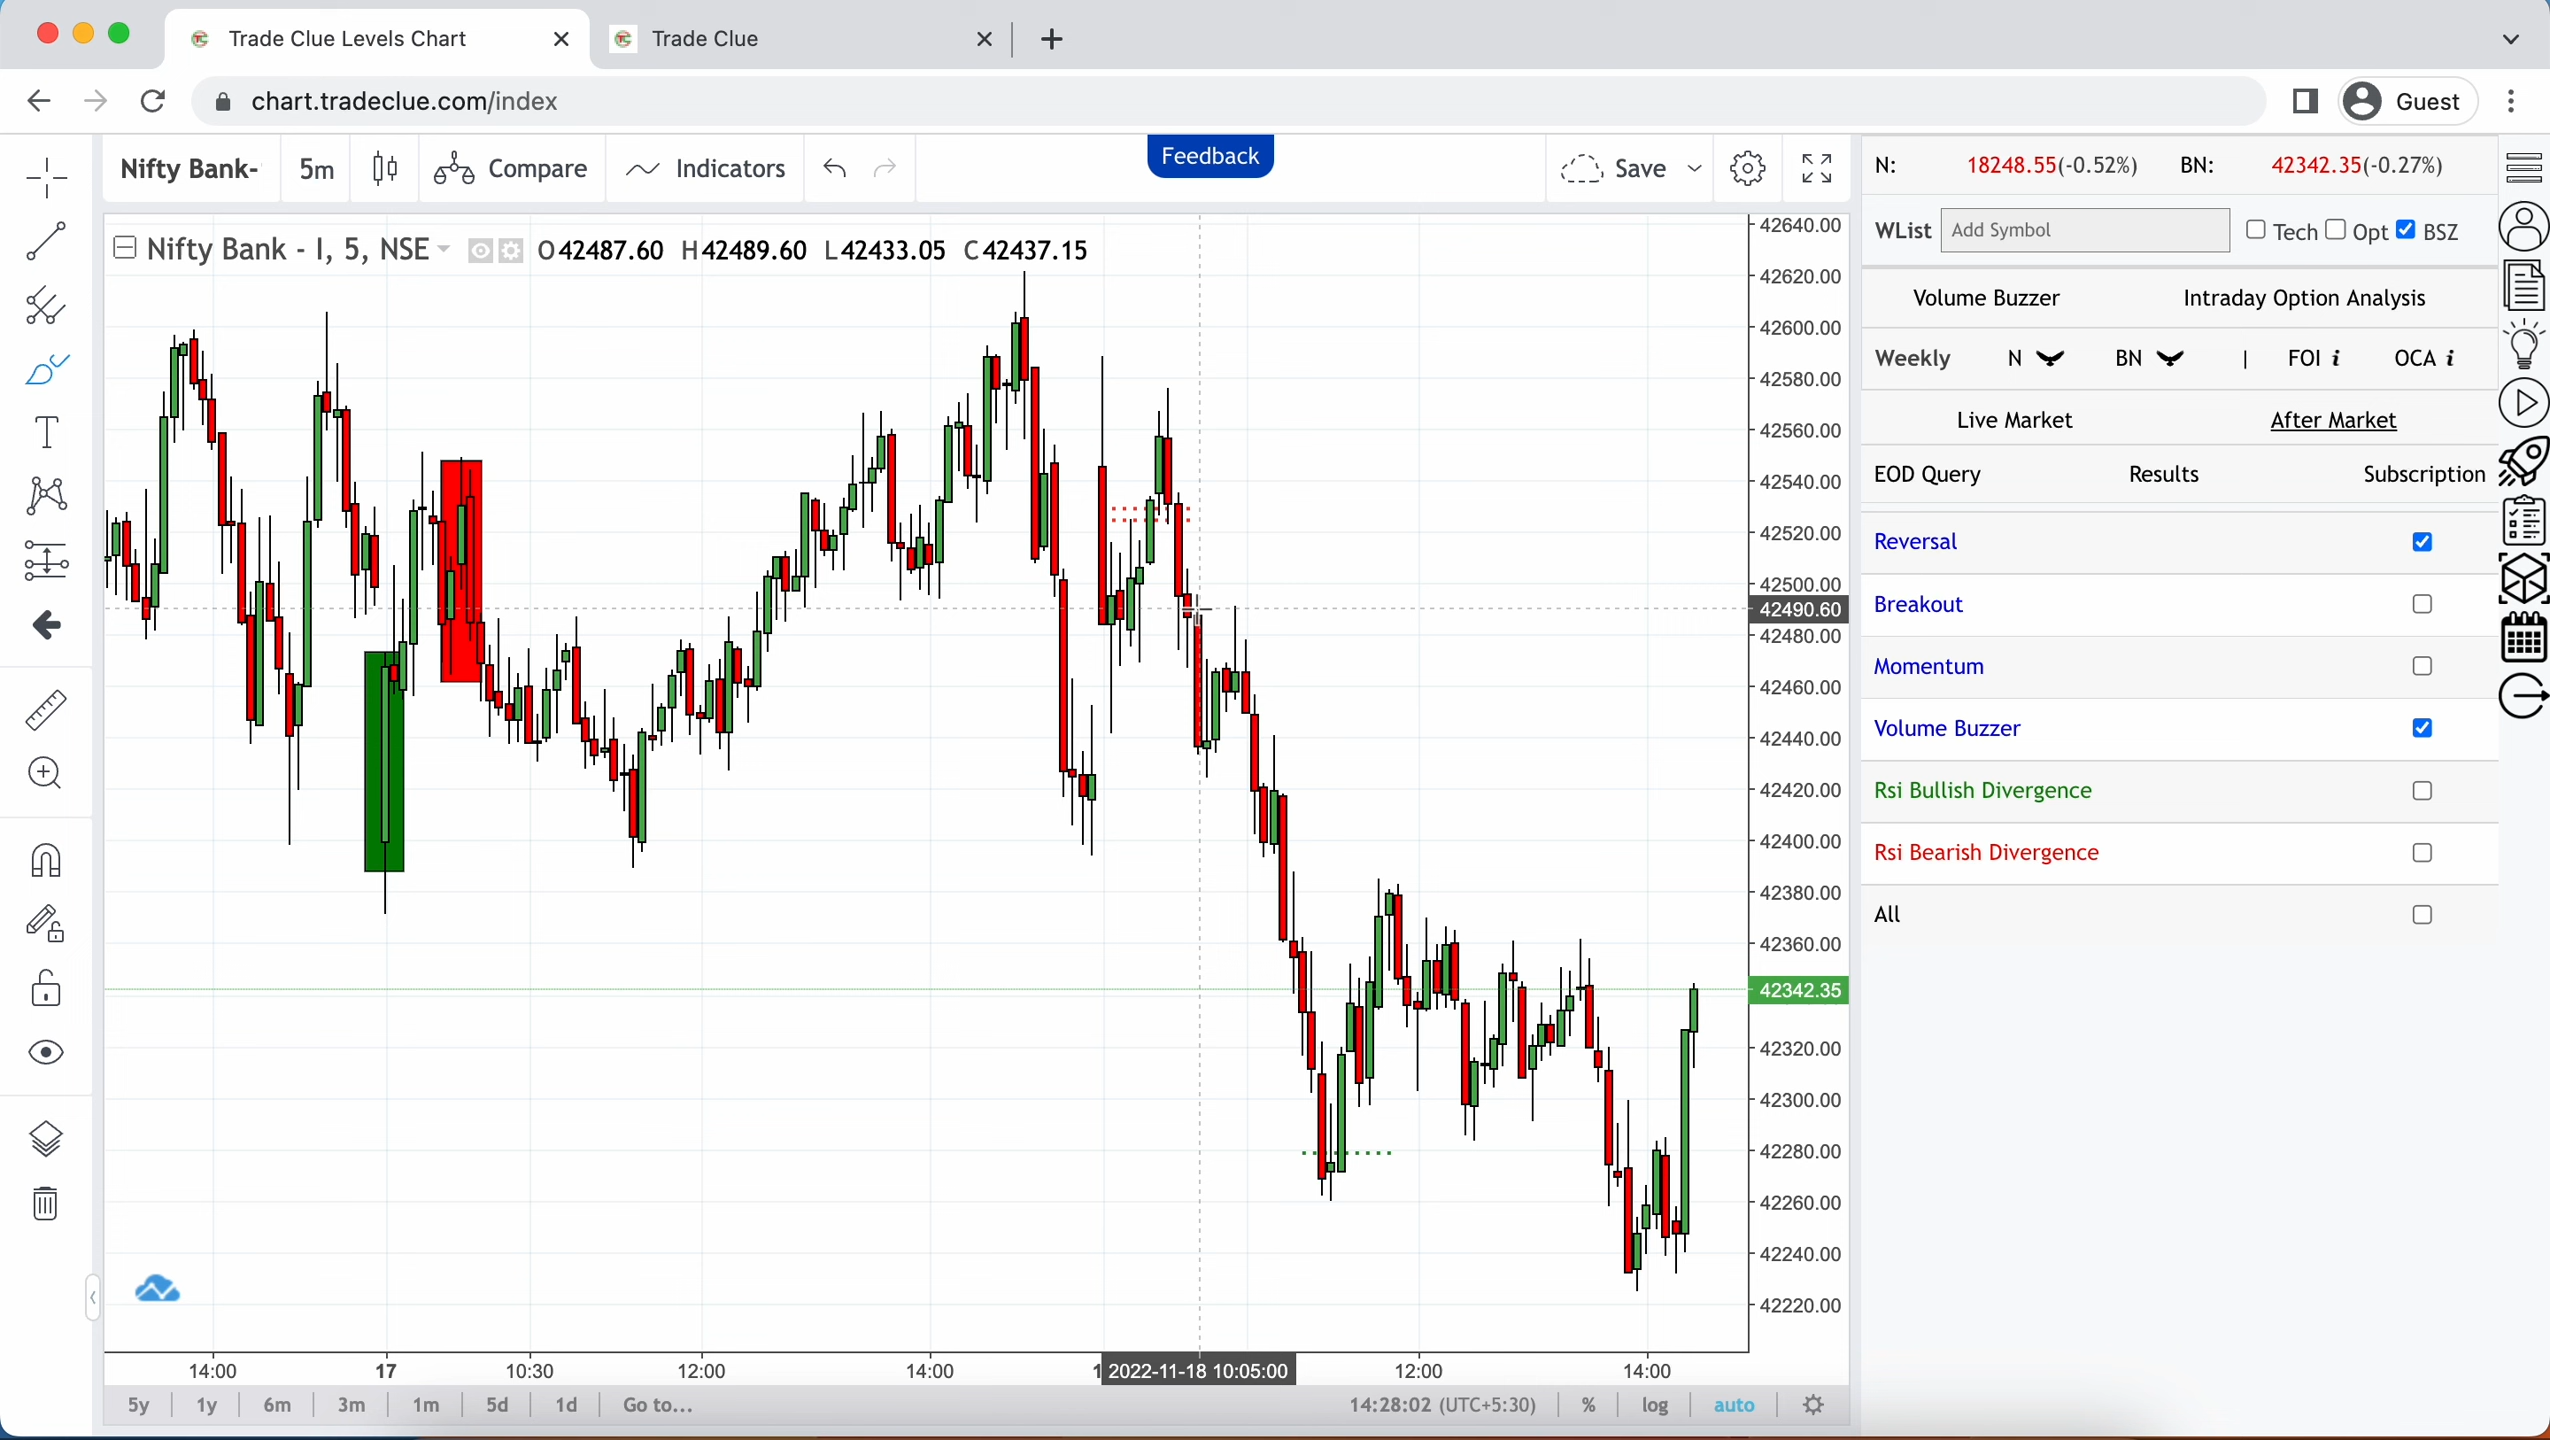 Trade Clue Levels Chart
Trade Clue
chart.tradeclue.com/index
Guest
Nifty Bank-
5m
Compare
Indicators
Feedback
Save
N: 18248.55(-0.52%) BN: 42342.35(-0.27%)
WList Add Symbol Tech Opt BSZ
Volume Buzzer Intraday Option Analysis
Weekly N BN | FOI i OCA i
Live Market After Market
EOD Query Results Subscription
Reversal
Breakout
Momentum
Volume Buzzer
Rsi Bullish Divergence
Rsi Bearish Divergence
All
Nifty Bank - I, 5, NSE O42487.60 H42489.60 L42433.05 C42437.15
42640.00
42620.00
42600.00
42580.00
42560.00
42540.00
42520.00
42500.00
42490.60
42480.00
42460.00
42440.00
42420.00
42400.00
42380.00
42360.00
42342.35
42320.00
42300.00
42280.00
42260.00
42240.00
42220.00
14:00 17 10:30 12:00 14:00 1 2022-11-18 10:05:00 12:00 14:00
5y 1y 6m 3m 1m 5d 1d Go to... 14:28:02 (UTC+5:30) % log auto